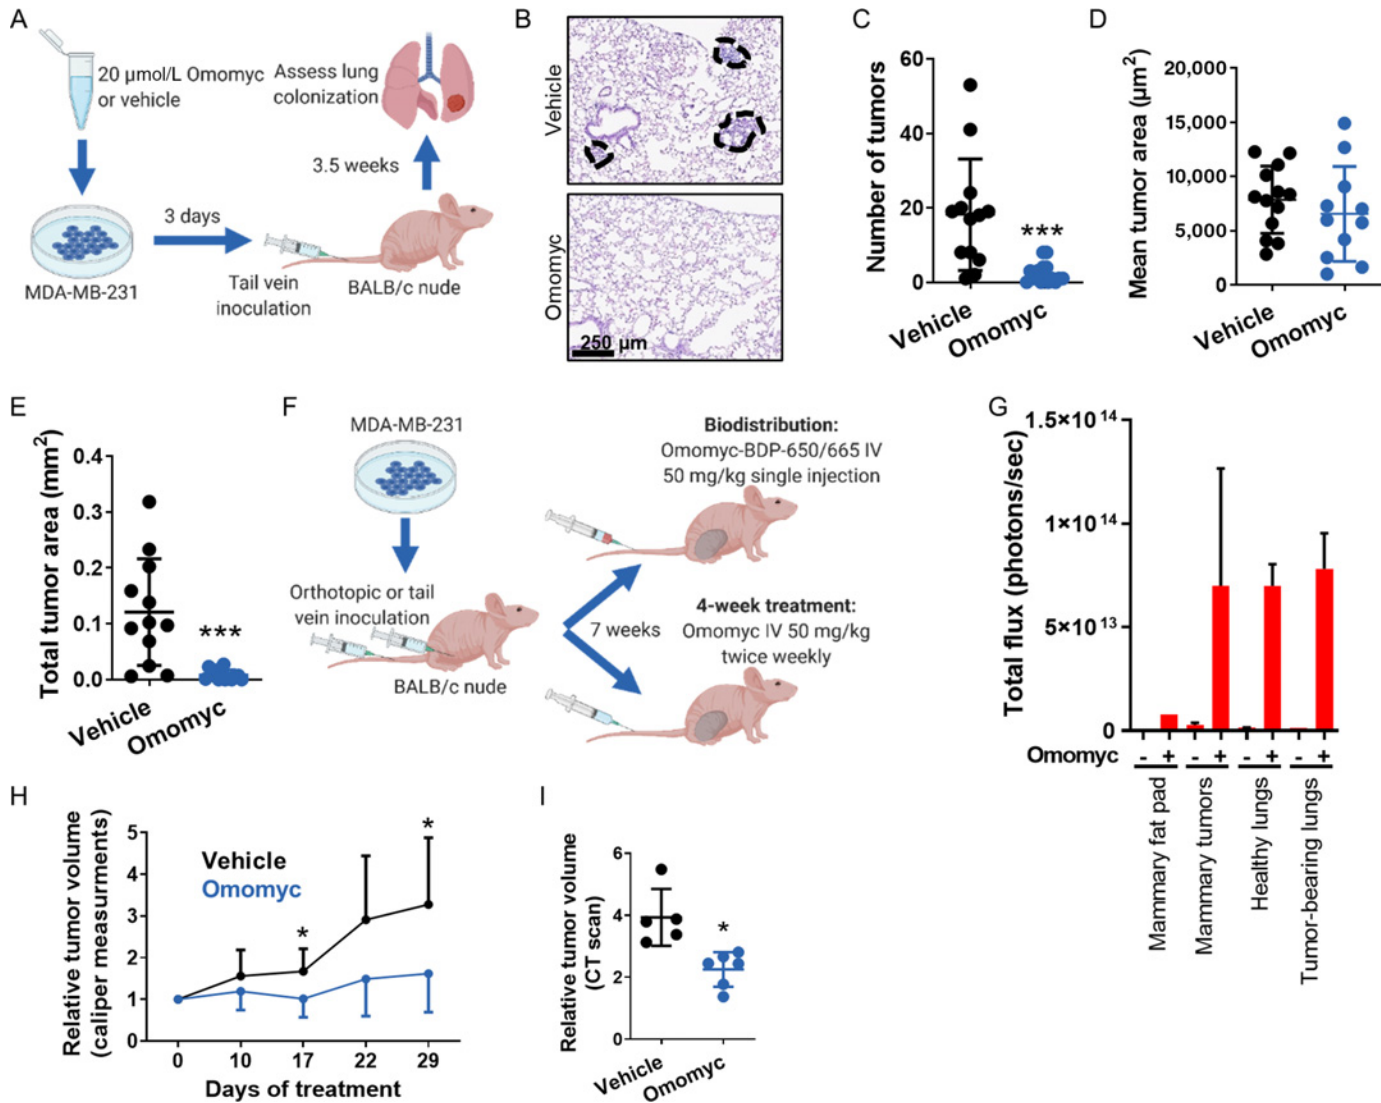 A
20 µmol/L Omomyc
or vehicle
Assess lung
colonization
3.5 weeks
3 days
MDA-MB-231
Tail vein
inoculation
BALB/c nude
B
Vehicle
Omomyc
250 µm
C
Number of tumors
60
40
20
0
***
Vehicle
Omomyc
D
Mean tumor area (µm²)
20,000
15,000
10,000
5,000
0
Vehicle
Omomyc
E
Total tumor area (mm²)
0.4
0.3
0.2
0.1
0.0
***
Vehicle
Omomyc
F
MDA-MB-231
Orthotopic or tail
vein inoculation
BALB/c nude
7 weeks
Biodistribution:
Omomyc-BDP-650/665 IV
50 mg/kg single injection
4-week treatment:
Omomyc IV 50 mg/kg
twice weekly
G
Total flux (photons/sec)
1.5×10¹⁴
1×10¹⁴
5×10¹³
0
Omomyc - + - + - + - +
Mammary fat pad
Mammary tumors
Healthy lungs
Tumor-bearing lungs
H
Relative tumor volume
(caliper measurments)
5
4
3
2
1
0
Vehicle
Omomyc
*
*
0 10 17 22 29
Days of treatment
I
Relative tumor volume
(CT scan)
6
4
2
0
*
Vehicle
Omomyc